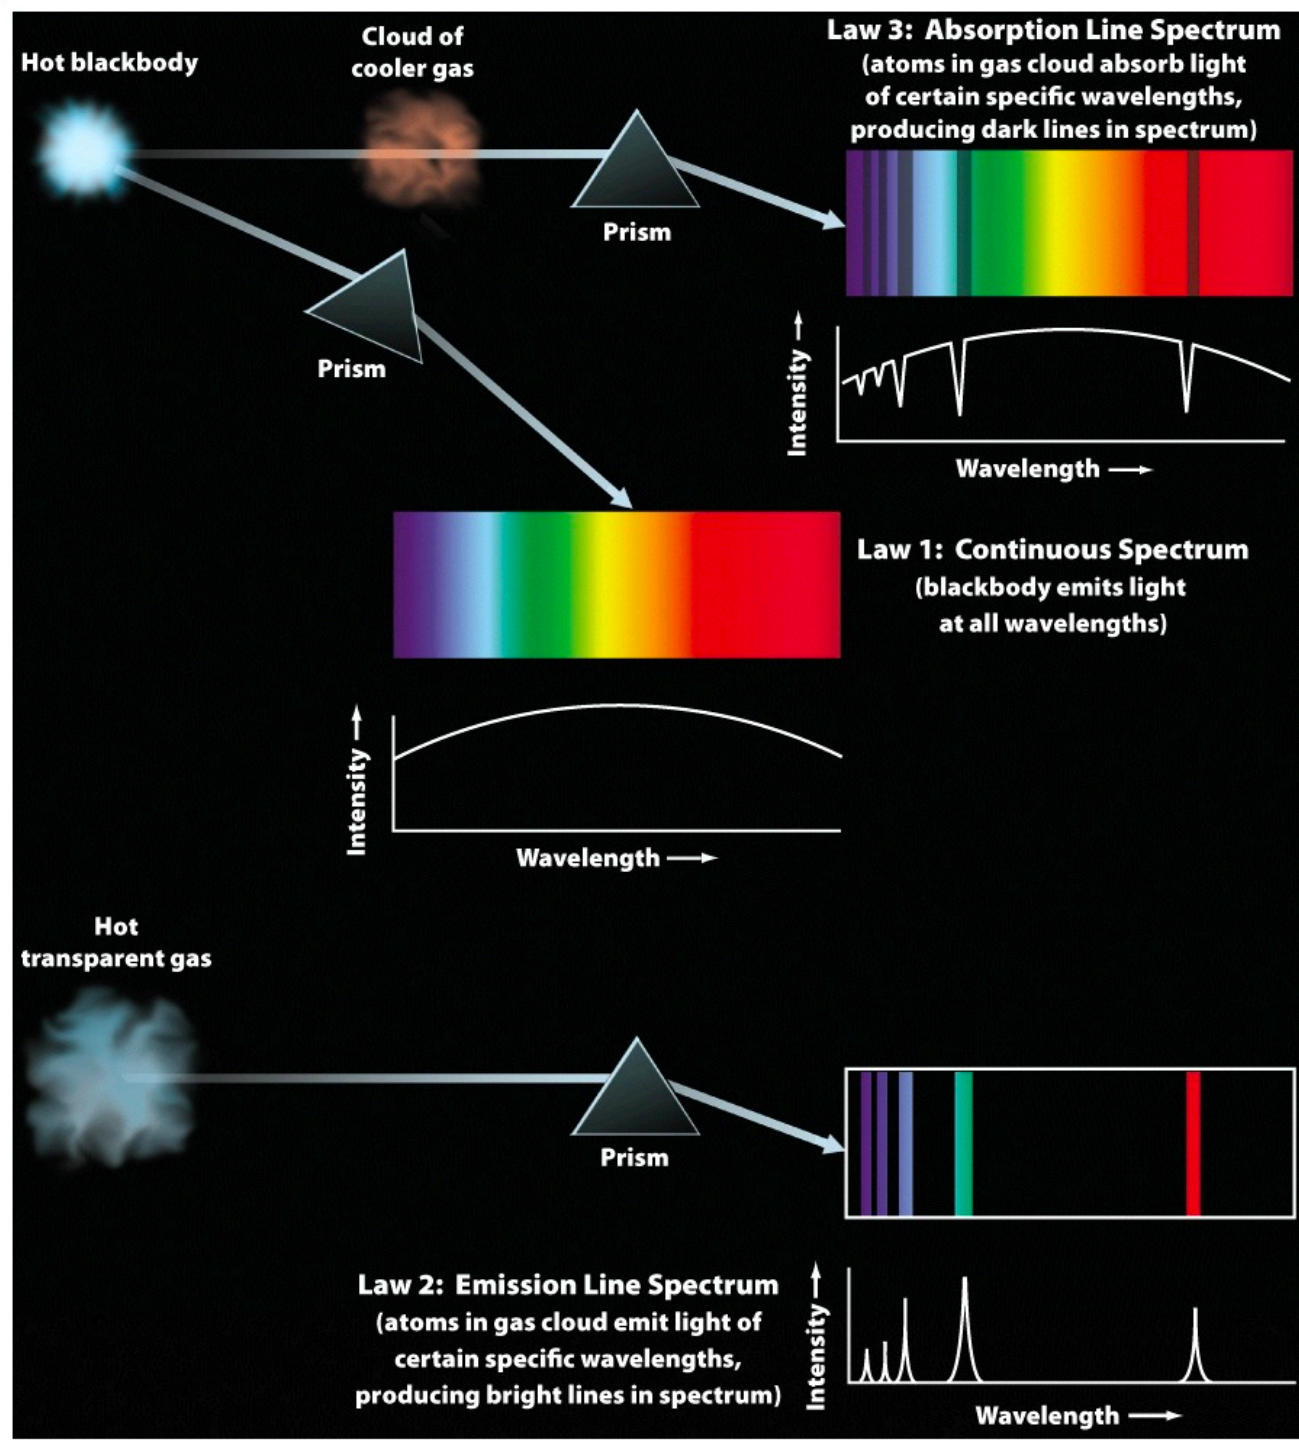 Hot blackbody
Cloud of
cooler gas
Prism
Law 3: Absorption Line Spectrum
(atoms in gas cloud absorb light
of certain specific wavelengths,
producing dark lines in spectrum)
Intensity
Wavelength
Prism
Law 1: Continuous Spectrum
(blackbody emits light
at all wavelengths)
Intensity
Wavelength
Hot
transparent gas
Prism
Law 2: Emission Line Spectrum
(atoms in gas cloud emit light of
certain specific wavelengths,
producing bright lines in spectrum)
Intensity
Wavelength